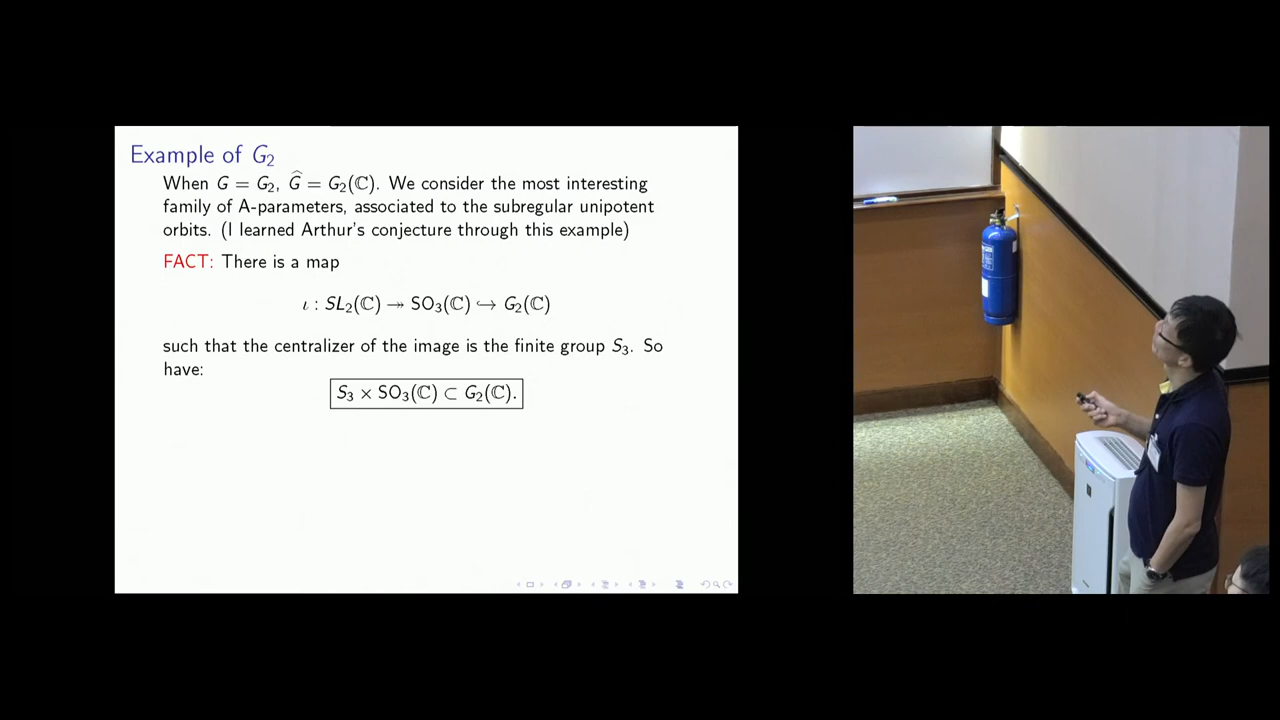 Example of G₂
When G = G₂, Ĝ = G₂(ℂ). We consider the most interesting
family of A-parameters, associated to the subregular unipotent
orbits. (I learned Arthur's conjecture through this example)
FACT: There is a map
ι : SL₂(ℂ) ↠ SO₃(ℂ) ↪ G₂(ℂ)
such that the centralizer of the image is the finite group S₃. So
have:
S₃ × SO₃(ℂ) ⊂ G₂(ℂ).